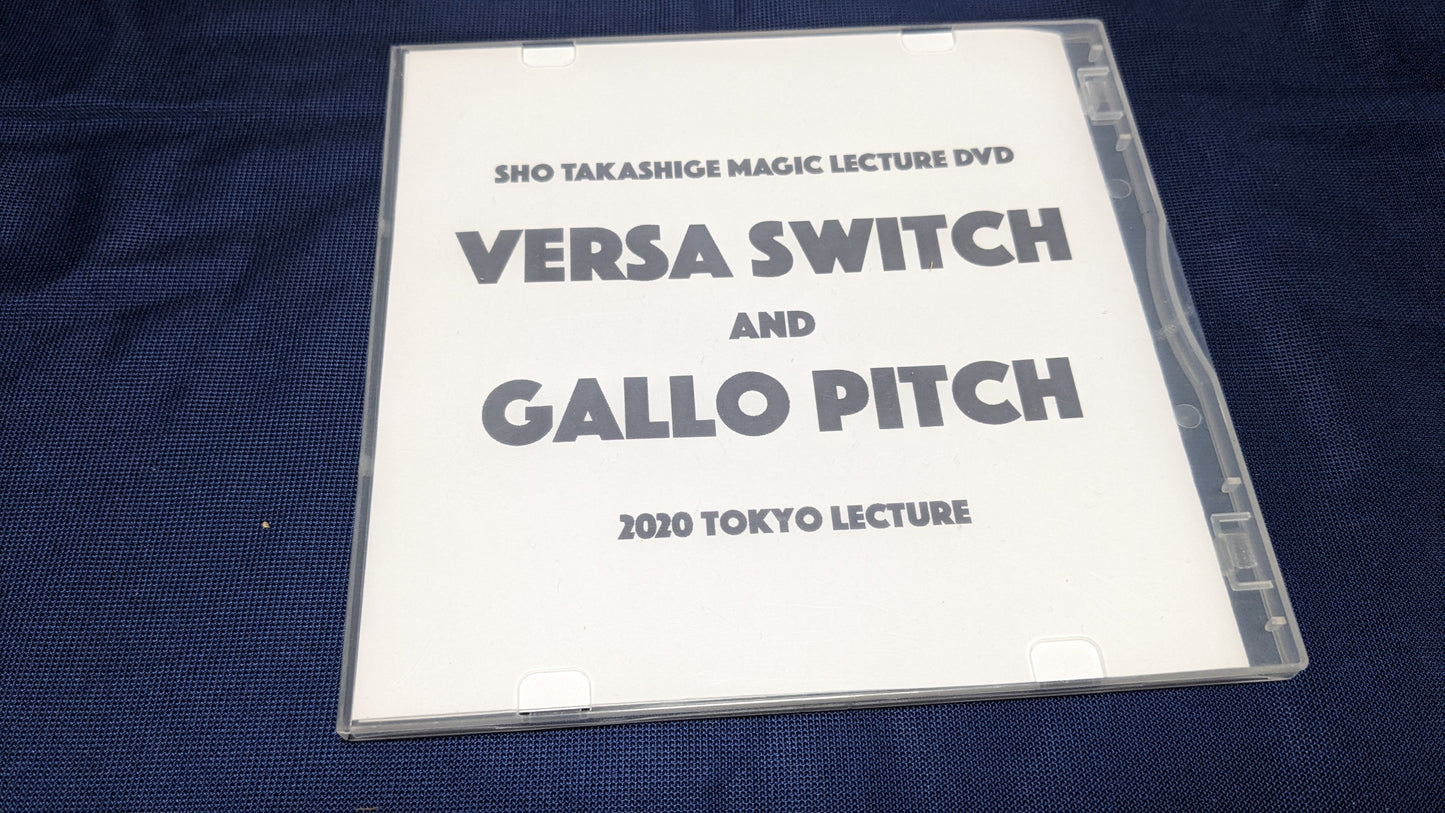 SHO TAKASHIGE MAGIC LECTURE DVD
VERSA SWITCH
AND
GALLO PITCH
2020 TOKYO LECTURE